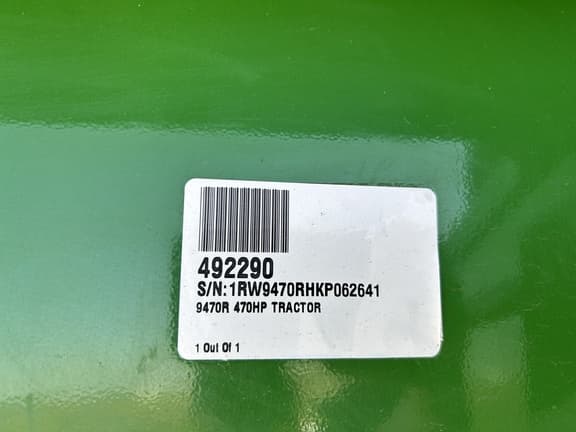 492290
S/N:1RW9470RHKP062641
9470R 470HP TRACTOR
1 Out Of 1